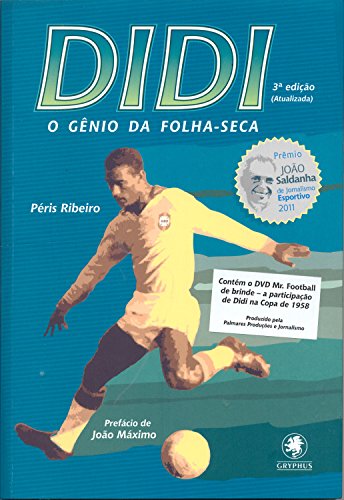 DIDI
3ª edição
(Atualizada)
O GÊNIO DA FOLHA-SECA
Prêmio
JOÃO
Saldanha
de Jornalismo
Esportivo
2011
Péris Ribeiro
Contém o DVD Mr. Football
de brinde – a participação
de Didi na Copa de 1958
Produzido pela
Palmares Produções e Jornalismo
Prefácio de
João Máximo
GRYPHUS